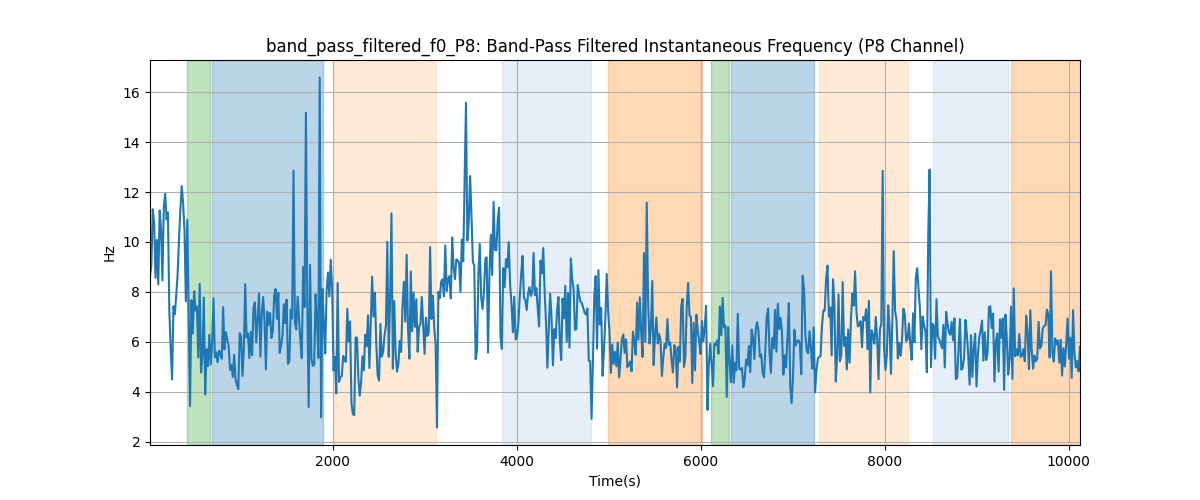 band_pass_filtered_f0_P8: Band-Pass Filtered Instantaneous Frequency (P8 Channel)
16
14
12
10
8
6
4
2
Hz
2000 4000 6000 8000 10000
Time(s)